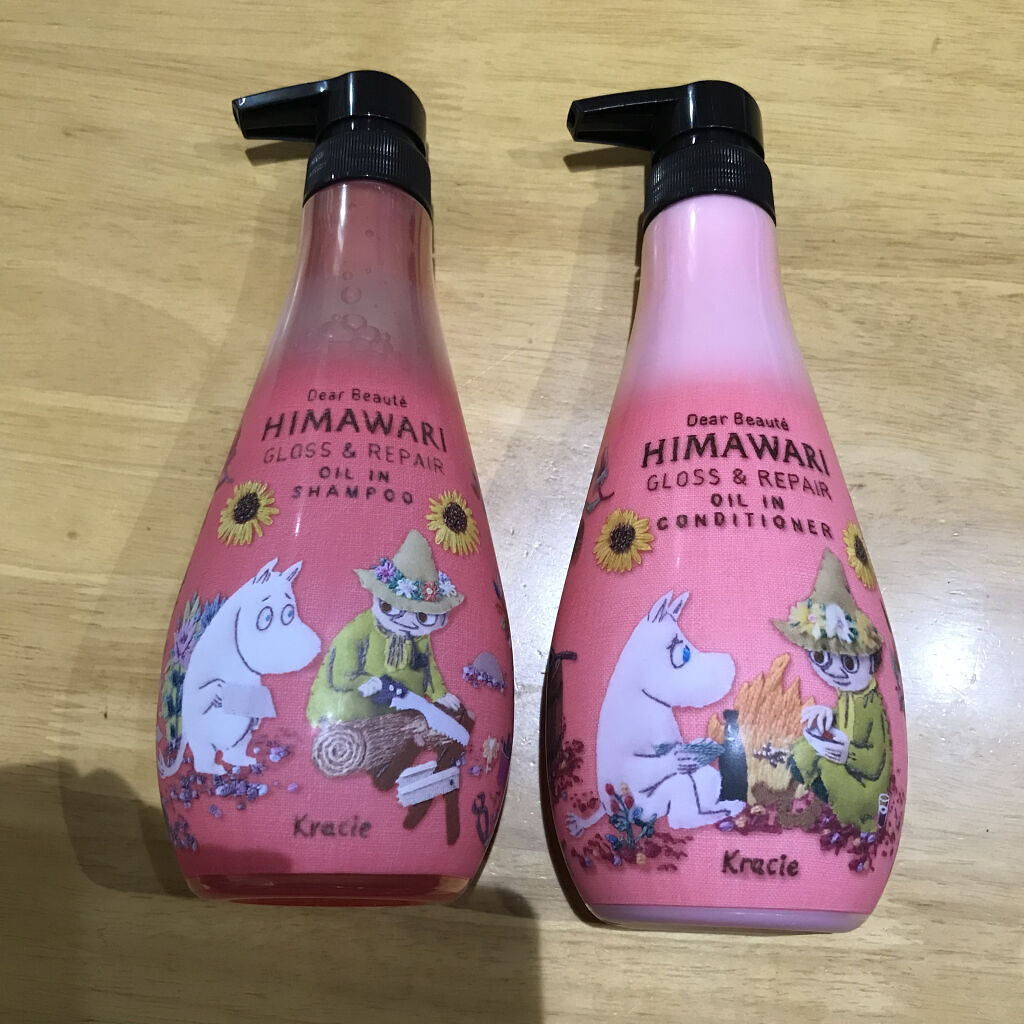 Dear Beauté
HIMAWARI
GLOSS & REPAIR
OIL IN
SHAMPOO
Kracie
Dear Beauté
HIMAWARI
GLOSS & REPAIR
OIL IN
CONDITIONER
Kracie